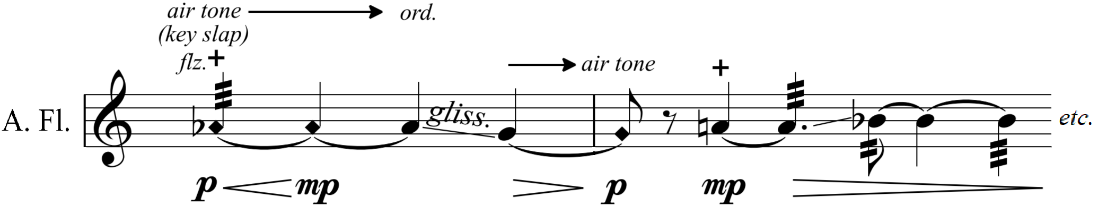 air tone ord.
(key slap)
flz.
air tone
A. Fl.
gliss.
etc.
p mp p mp